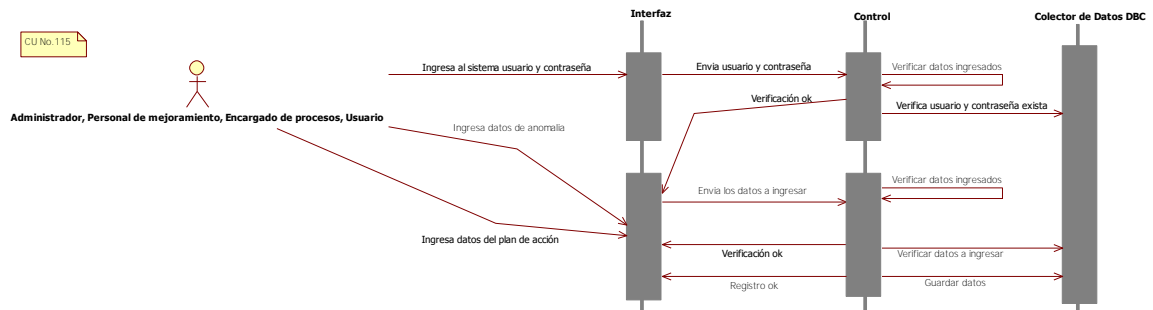 Interfaz
Control
Colector de Datos DBC
CU No.115
Ingresa al sistema usuario y contraseña
Envia usuario y contraseña
Verificar datos ingresados
Verificación ok
Verifica usuario y contraseña exista
Administrador, Personal de mejoramiento, Encargado de procesos, Usuario
Ingresa datos de anomalia
Verificar datos ingresados
Envia los datos a ingresar
Ingresa datos del plan de acción
Verificación ok
Verificar datos a ingresar
Registro ok
Guardar datos